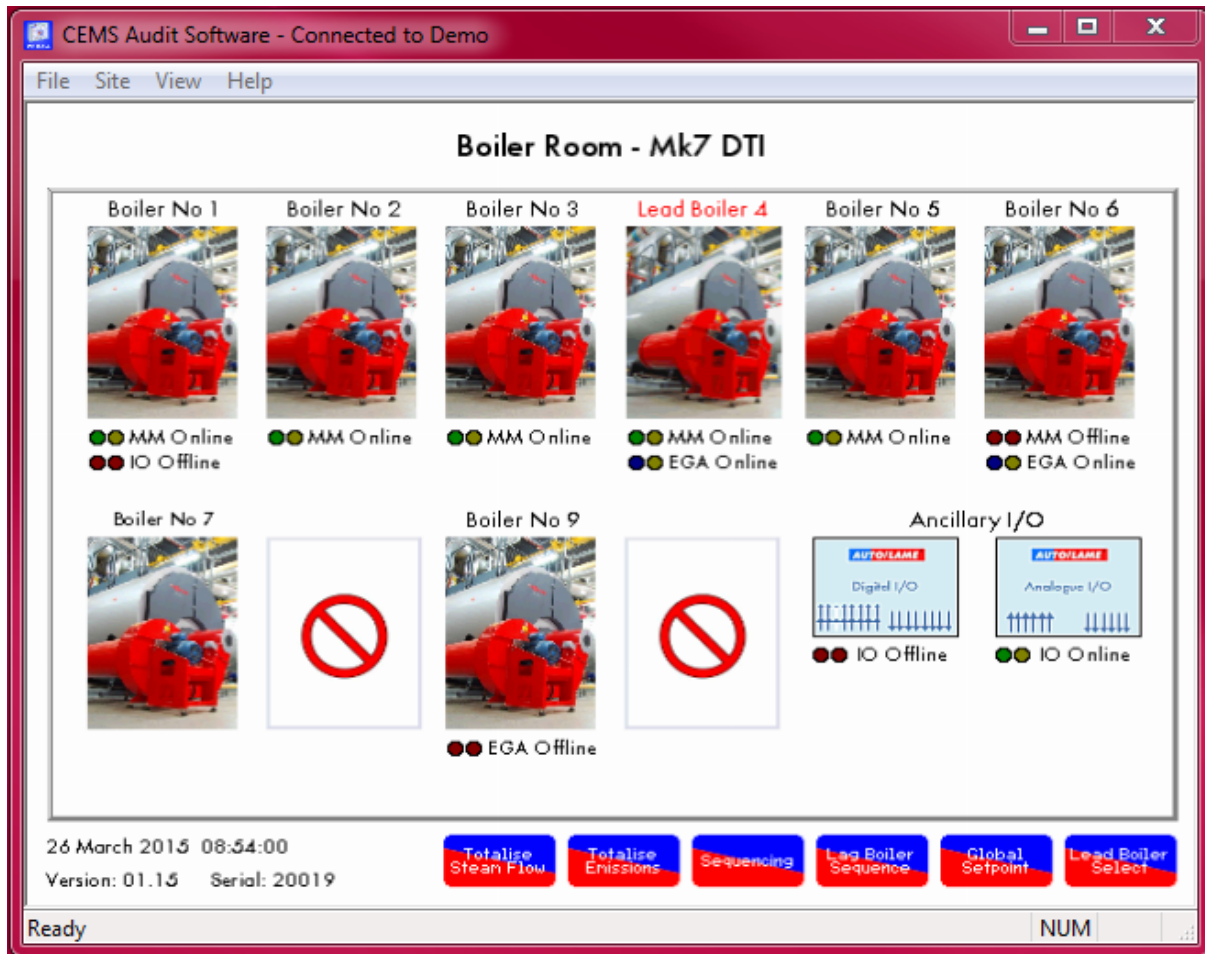 CEMS Audit Software - Connected to Demo
File Site View Help
Boiler Room - Mk7 DTI
Boiler No 1 Boiler No 2 Boiler No 3 Lead Boiler 4 Boiler No 5 Boiler No 6
MM Online MM Online MM Online MM Online MM Online MM Offline
IO Offline EGA Online EGA Online
Boiler No 7 Boiler No 9 Ancillary I/O
AUTOFLAME AUTOFLAME
Digital I/O Analogue I/O
IO Offline IO Online
EGA Offline
26 March 2015 08:54:00
Version: 01.15 Serial: 20019
Totalise Steam Flow
Totalise Emissions
Sequencing
Lag Boiler Sequence
Global Setpoint
Lead Boiler Select
Ready NUM